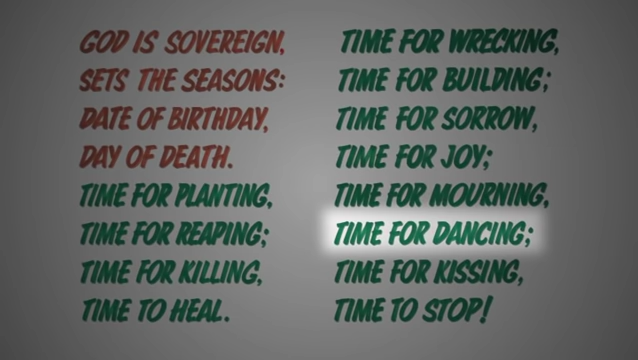 GOD IS SOVEREIGN,
SETS THE SEASONS:
DATE OF BIRTHDAY,
DAY OF DEATH.
TIME FOR PLANTING,
TIME FOR REAPING;
TIME FOR KILLING,
TIME TO HEAL.
TIME FOR WRECKING,
TIME FOR BUILDING;
TIME FOR SORROW,
TIME FOR JOY;
TIME FOR MOURNING,
TIME FOR DANCING;
TIME FOR KISSING,
TIME TO STOP!